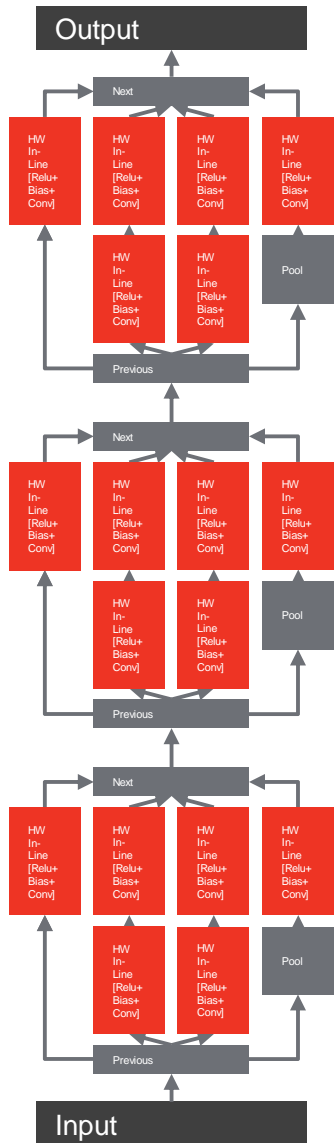 Output
Next
HW
In-
Line
[Relu+
Bias+
Conv]
HW
In-
Line
[Relu+
Bias+
Conv]
HW
In-
Line
[Relu+
Bias+
Conv]
HW
In-
Line
[Relu+
Bias+
Conv]
HW
In-
Line
[Relu+
Bias+
Conv]
HW
In-
Line
[Relu+
Bias+
Conv]
Pool
Previous
Next
HW
In-
Line
[Relu+
Bias+
Conv]
HW
In-
Line
[Relu+
Bias+
Conv]
HW
In-
Line
[Relu+
Bias+
Conv]
HW
In-
Line
[Relu+
Bias+
Conv]
HW
In-
Line
[Relu+
Bias+
Conv]
HW
In-
Line
[Relu+
Bias+
Conv]
Pool
Previous
Next
HW
In-
Line
[Relu+
Bias+
Conv]
HW
In-
Line
[Relu+
Bias+
Conv]
HW
In-
Line
[Relu+
Bias+
Conv]
HW
In-
Line
[Relu+
Bias+
Conv]
HW
In-
Line
[Relu+
Bias+
Conv]
HW
In-
Line
[Relu+
Bias+
Conv]
Pool
Previous
Input